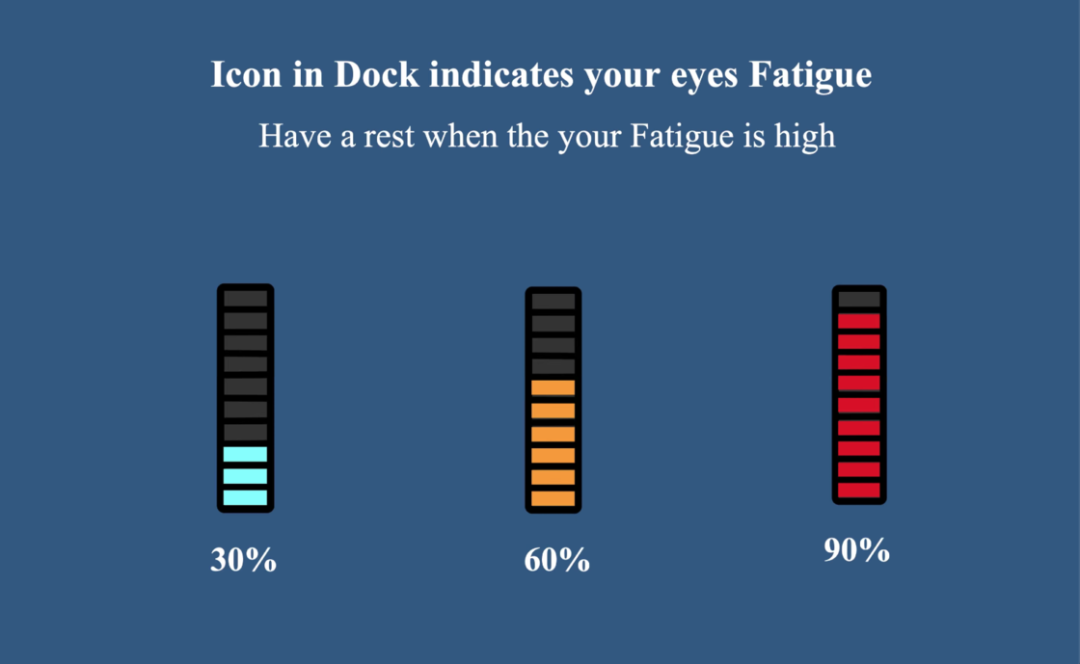 Icon in Dock indicates your eyes Fatigue
Have a rest when the your Fatigue is high
30%
60%
90%